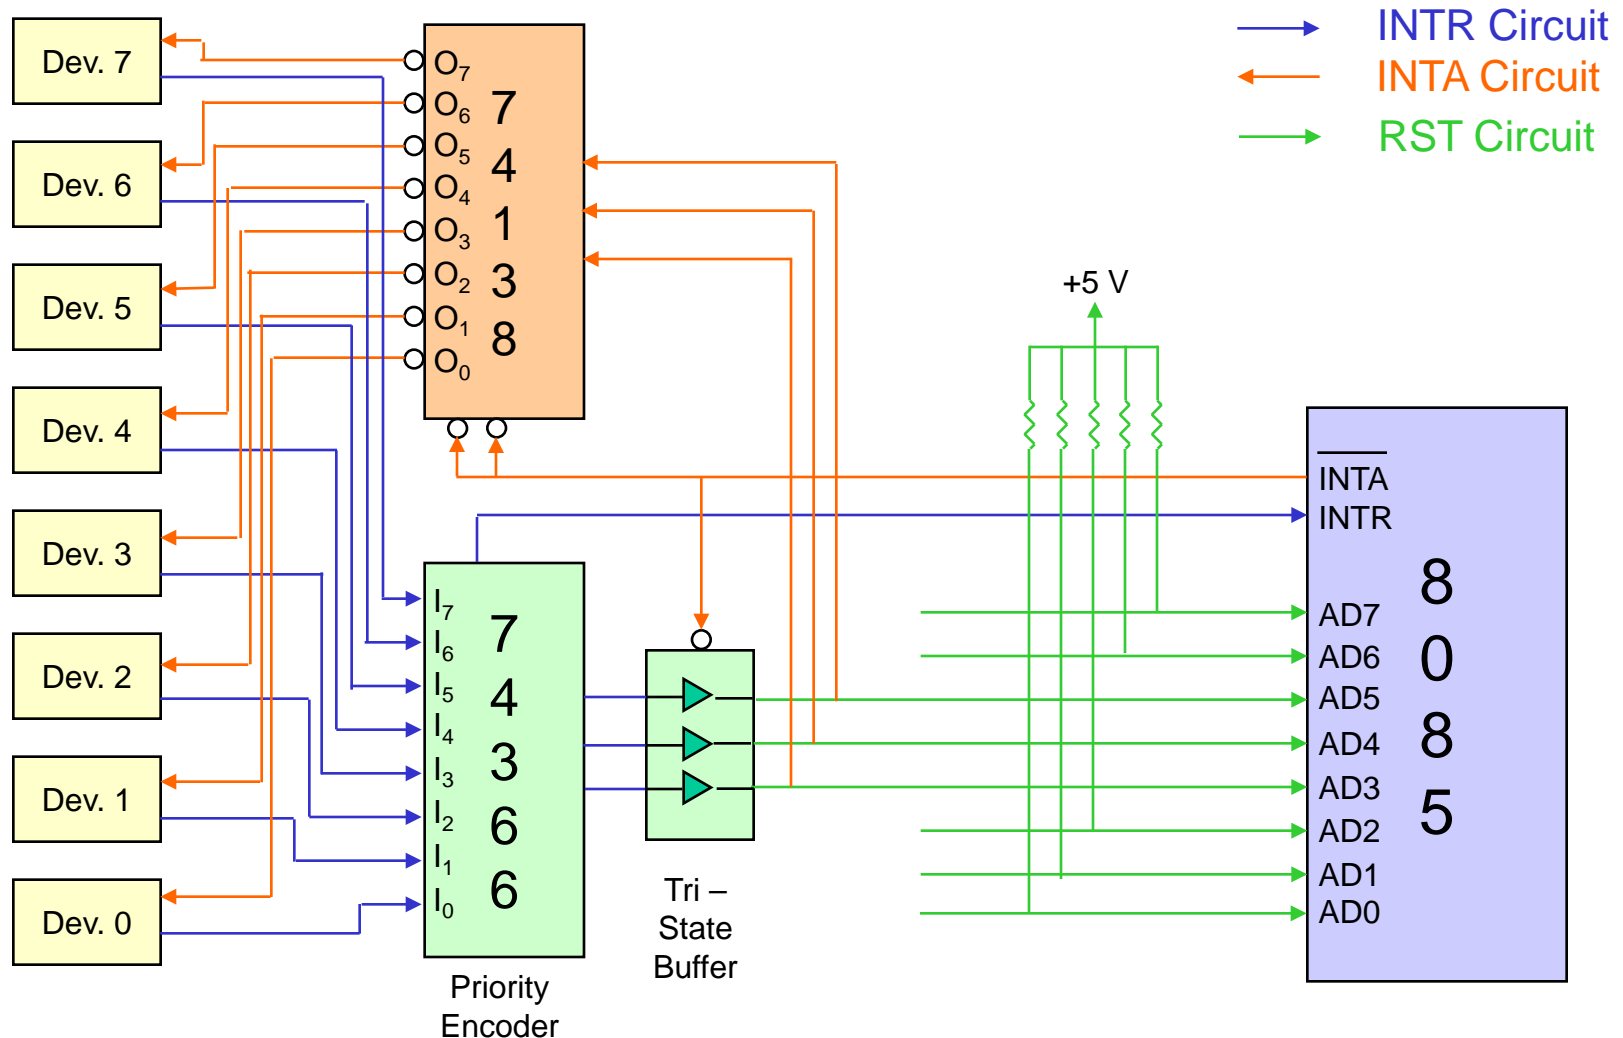 INTR Circuit
INTA Circuit
RST Circuit
Dev. 7
Dev. 6
Dev. 5
Dev. 4
Dev. 3
Dev. 2
Dev. 1
Dev. 0
O7
O6
O5
O4
O3
O2
O1
O0
7
4
1
3
8
+5 V
I7
I6
I5
I4
I3
I2
I1
I0
7
4
3
6
6
Priority
Encoder
Tri –
State
Buffer
INTA
INTR
AD7
AD6
AD5
AD4
AD3
AD2
AD1
AD0
8
0
8
5